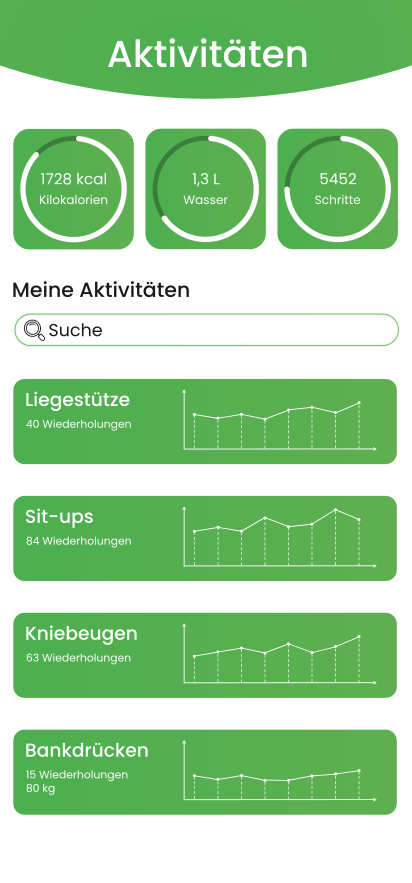 Aktivitäten
1728 kcal
Kilokalorien
1,3 L
Wasser
5452
Schritte
Meine Aktivitäten
Suche
Liegestütze
40 Wiederholungen
Sit-ups
84 Wiederholungen
Kniebeugen
63 Wiederholungen
Bankdrücken
15 Wiederholungen
80 kg